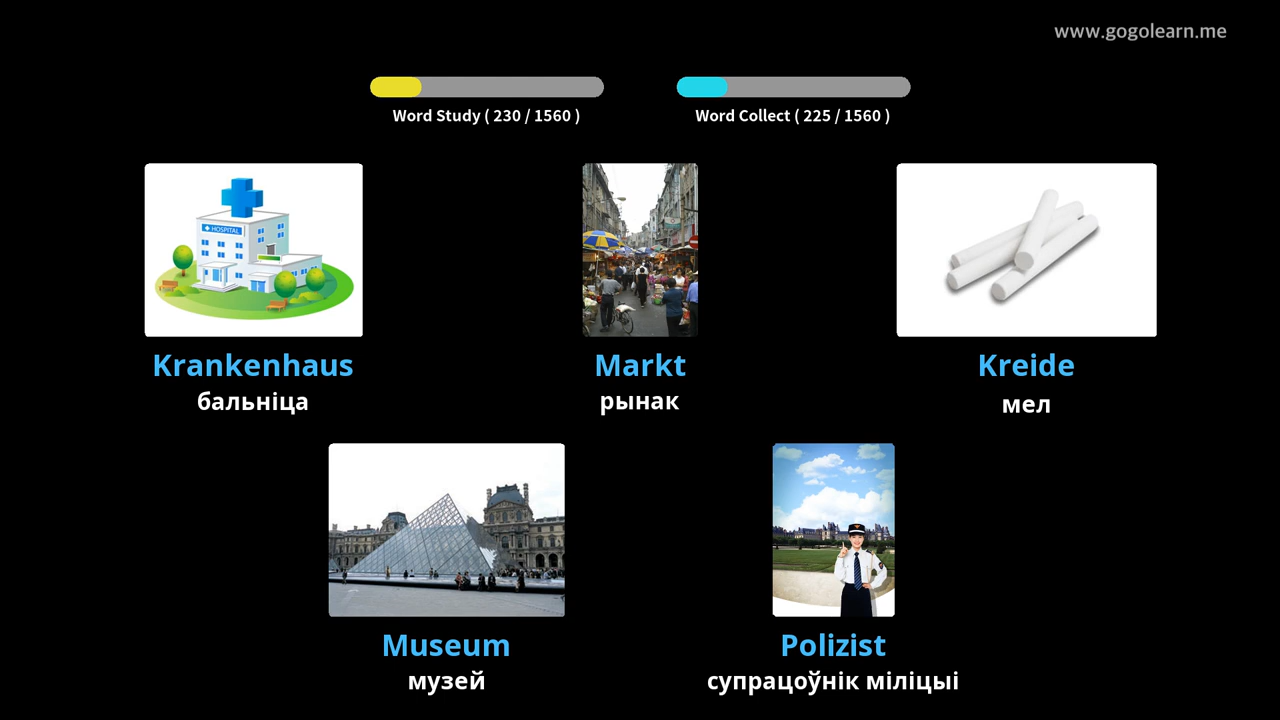 www.gogolearn.me
Word Study ( 230 / 1560 )
Word Collect ( 225 / 1560 )
HOSPITAL
Krankenhaus
бальніца
Markt
рынак
Kreide
мел
Museum
музей
Polizist
супрацоўнік міліцыі